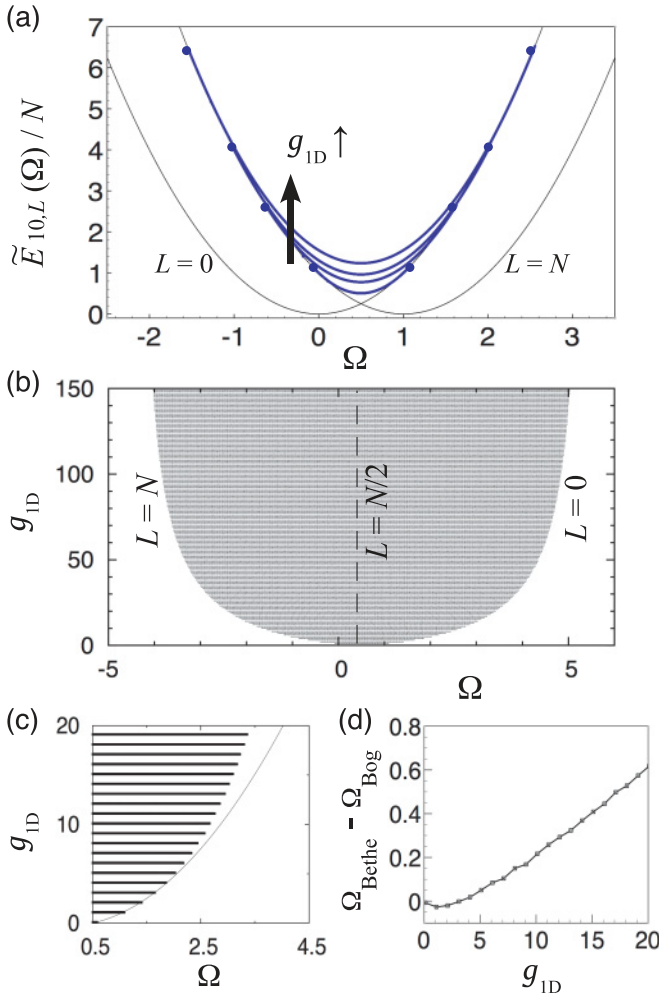 (a)
Ẽ 10,L (Ω) / N
7
6
5
4
3
2
1
0
g1D ↑
L = 0
L = N
-2
-1
0
1
2
3
Ω
(b)
g1D
150
100
50
0
L = N
L = N/2
L = 0
-5
0
5
Ω
(c)
g1D
20
10
0
0.5
2.5
4.5
Ω
(d)
ΩBethe - ΩBog
0.8
0.6
0.4
0.2
0
0
5
10
15
20
g1D